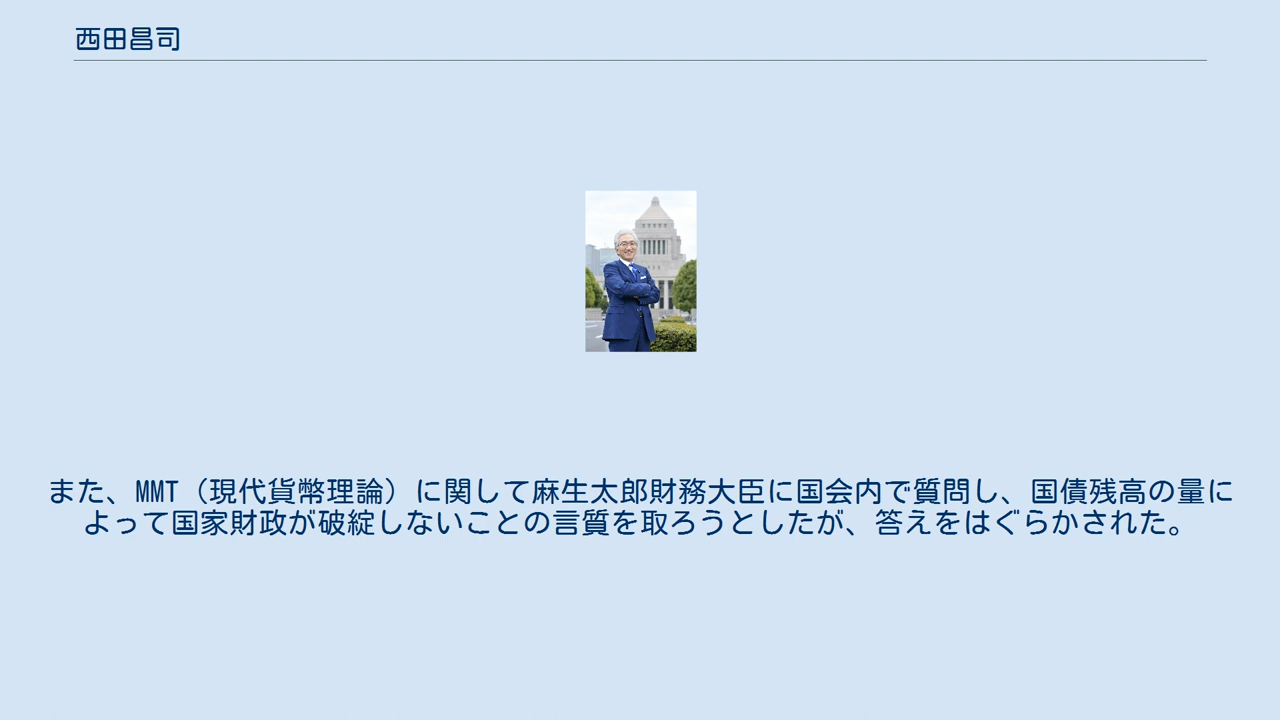 西田昌司
また、MMT（現代貨幣理論）に関して麻生太郎財務大臣に国会内で質問し、国債残高の量に
よって国家財政が破綻しないことの言質を取ろうとしたが、答えをはぐらかされた。